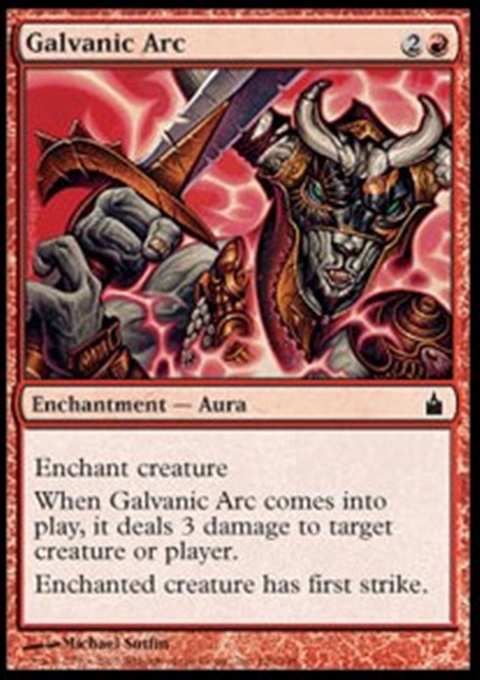 Galvanic Arc 2
Enchantment — Aura
Enchant creature
When Galvanic Arc comes into
play, it deals 3 damage to target
creature or player.
Enchanted creature has first strike.
Michael Sutfin